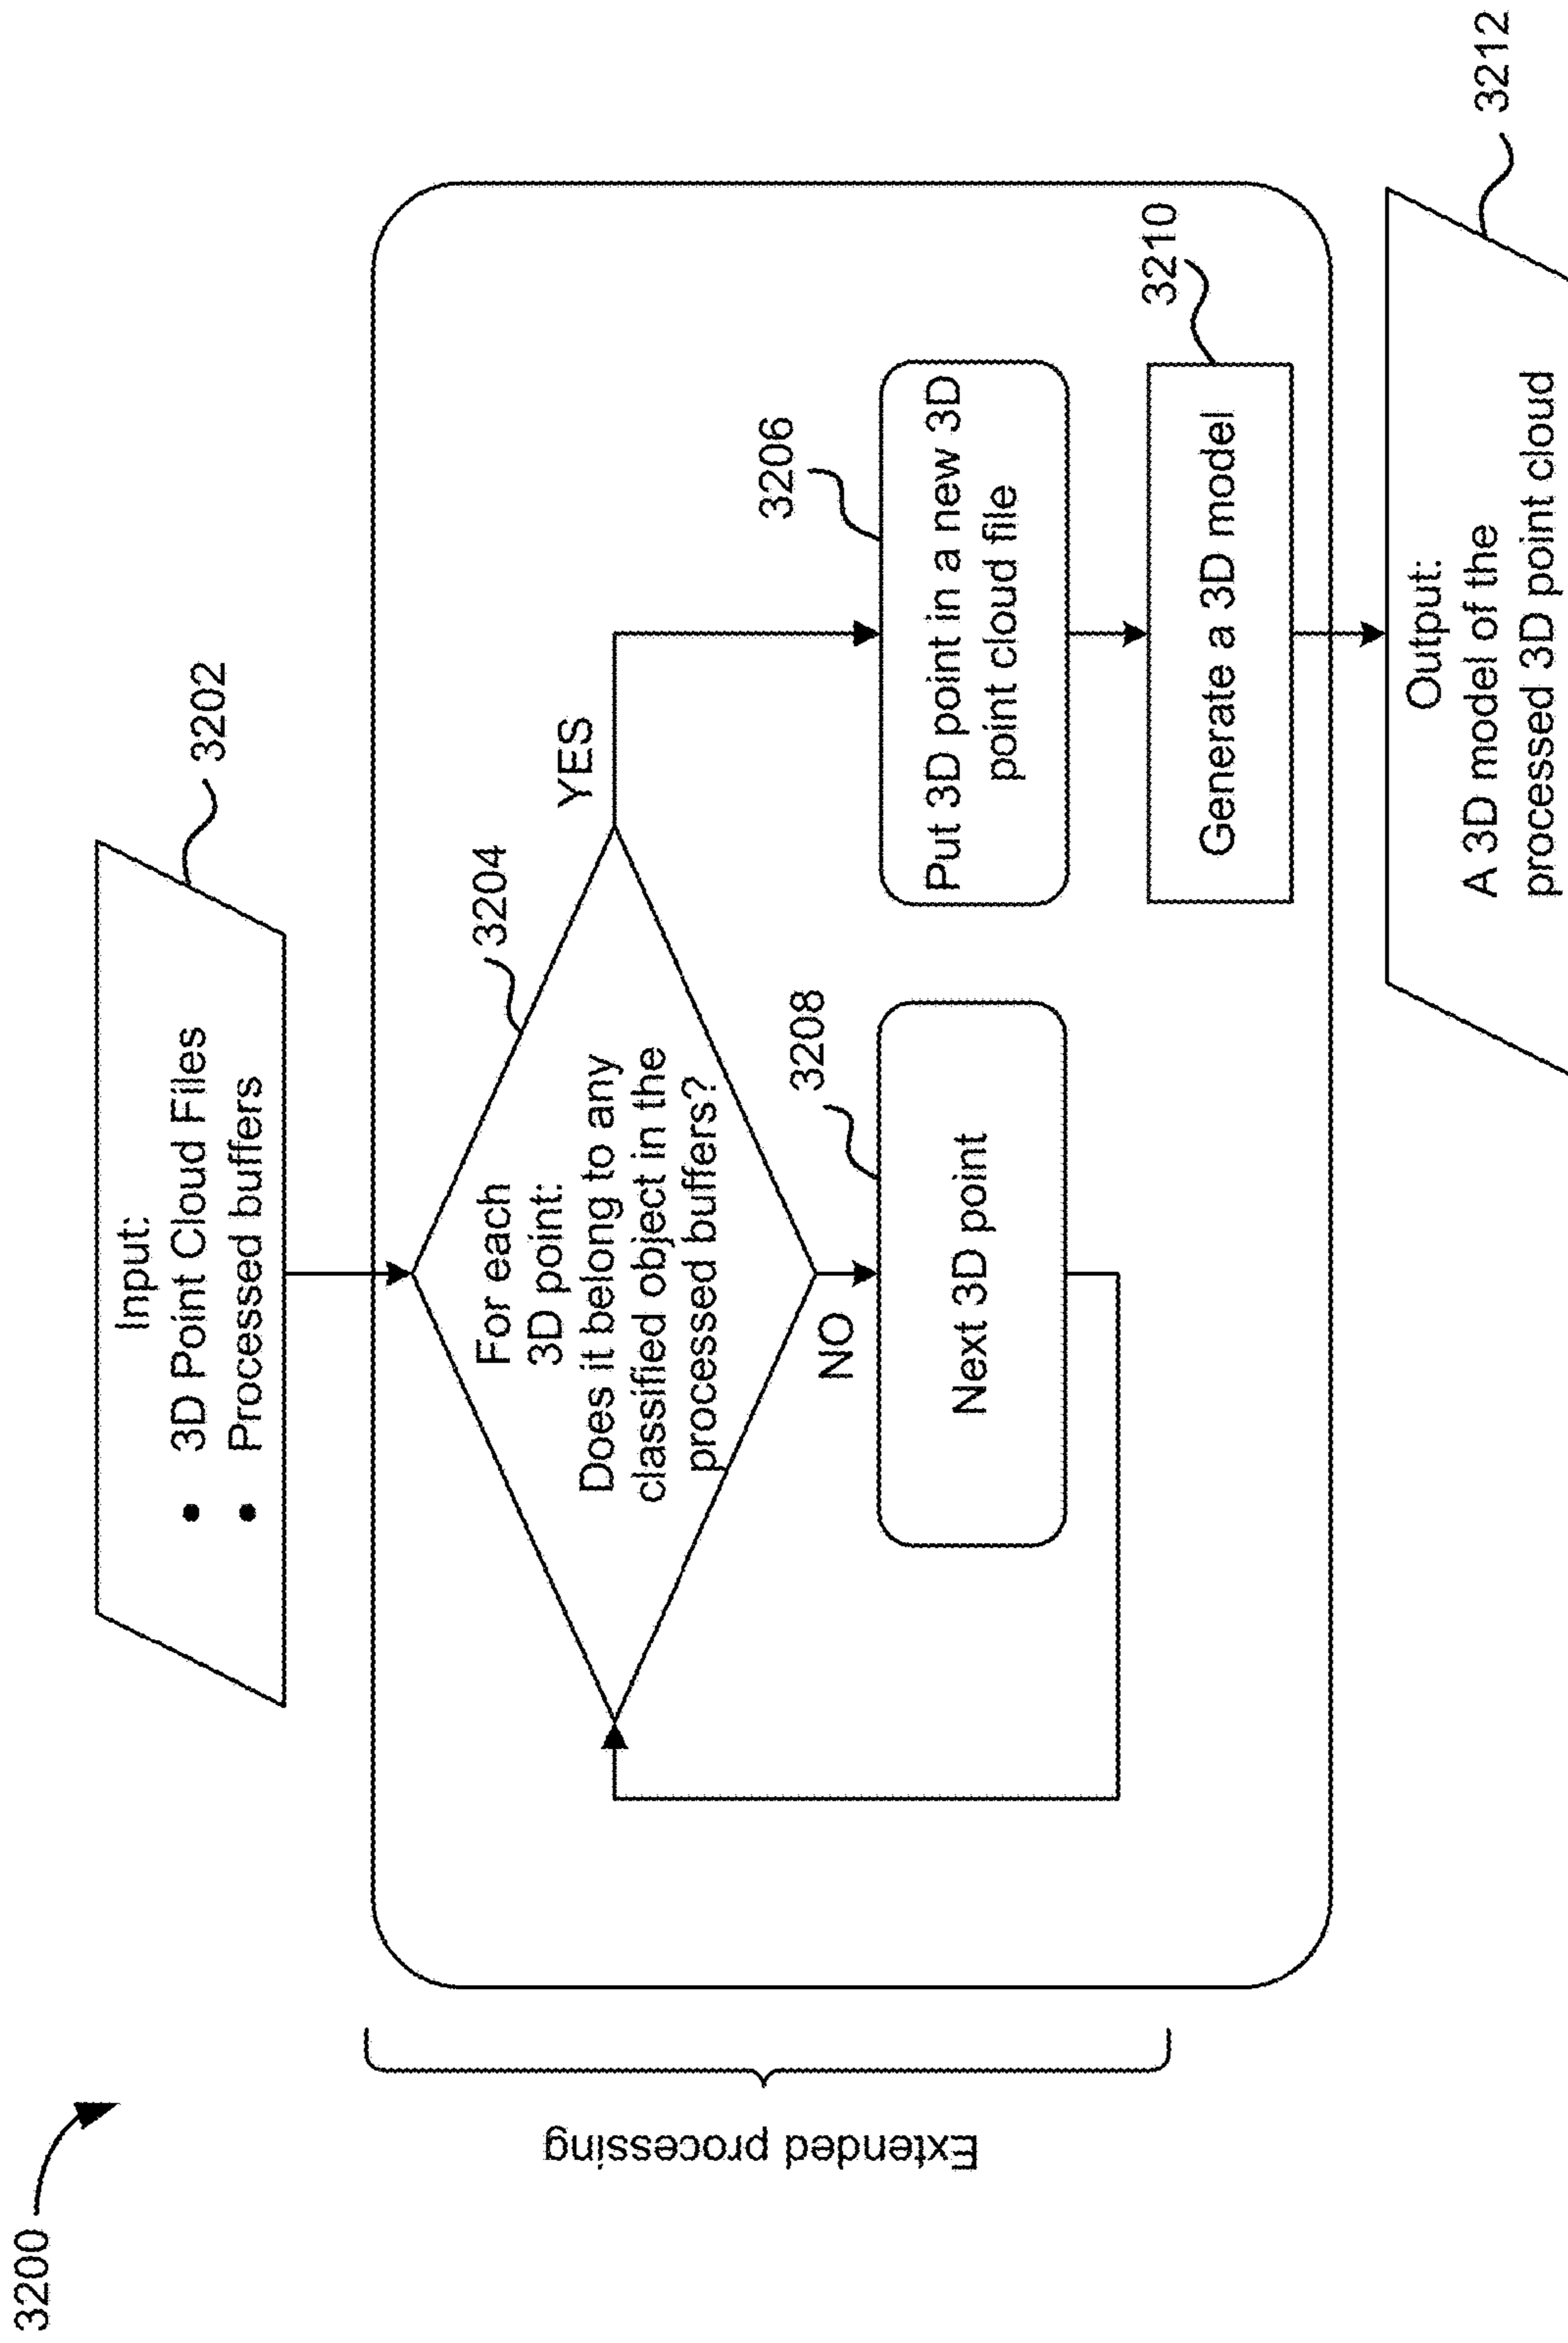 3200
Input:
• 3D Point Cloud Files
• Processed buffers
3202
Extended processing
For each
3D point:
Does it belong to any
classified object in the
processed buffers?
3204
YES
NO
3208
Next 3D point
3206
Put 3D point in a new 3D
point cloud file
3210
Generate a 3D model
Output:
A 3D model of the
processed 3D point cloud
3212